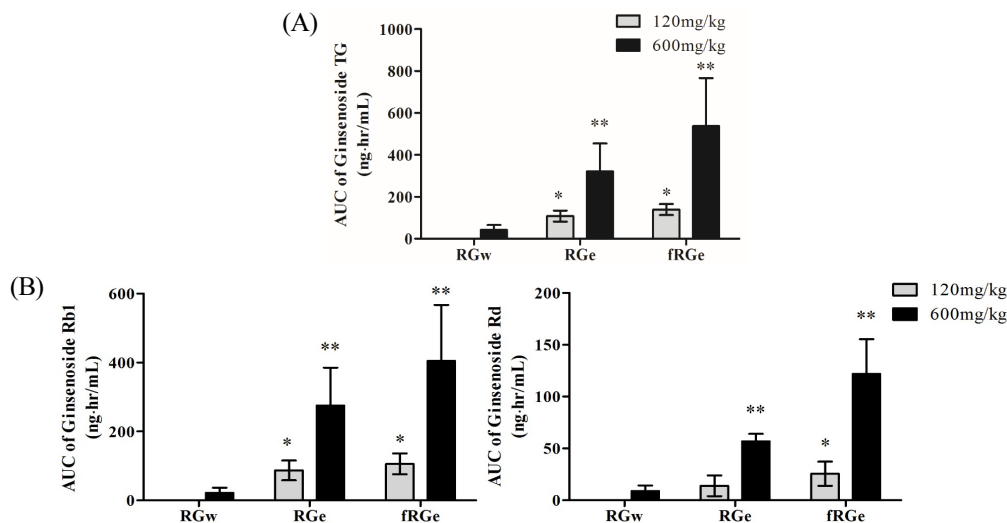 (A)
120mg/kg
600mg/kg
AUC of Ginsenoside TG
(ng·hr/mL)
1000
800
600
400
200
0
*
**
*
**
RGw
RGe
fRGe
(B)
AUC of Ginsenoside Rb1
(ng·hr/mL)
600
400
200
0
*
**
*
**
RGw
RGe
fRGe
AUC of Ginsenoside Rd
(ng·hr/mL)
200
150
100
50
0
**
*
**
RGw
RGe
fRGe
120mg/kg
600mg/kg